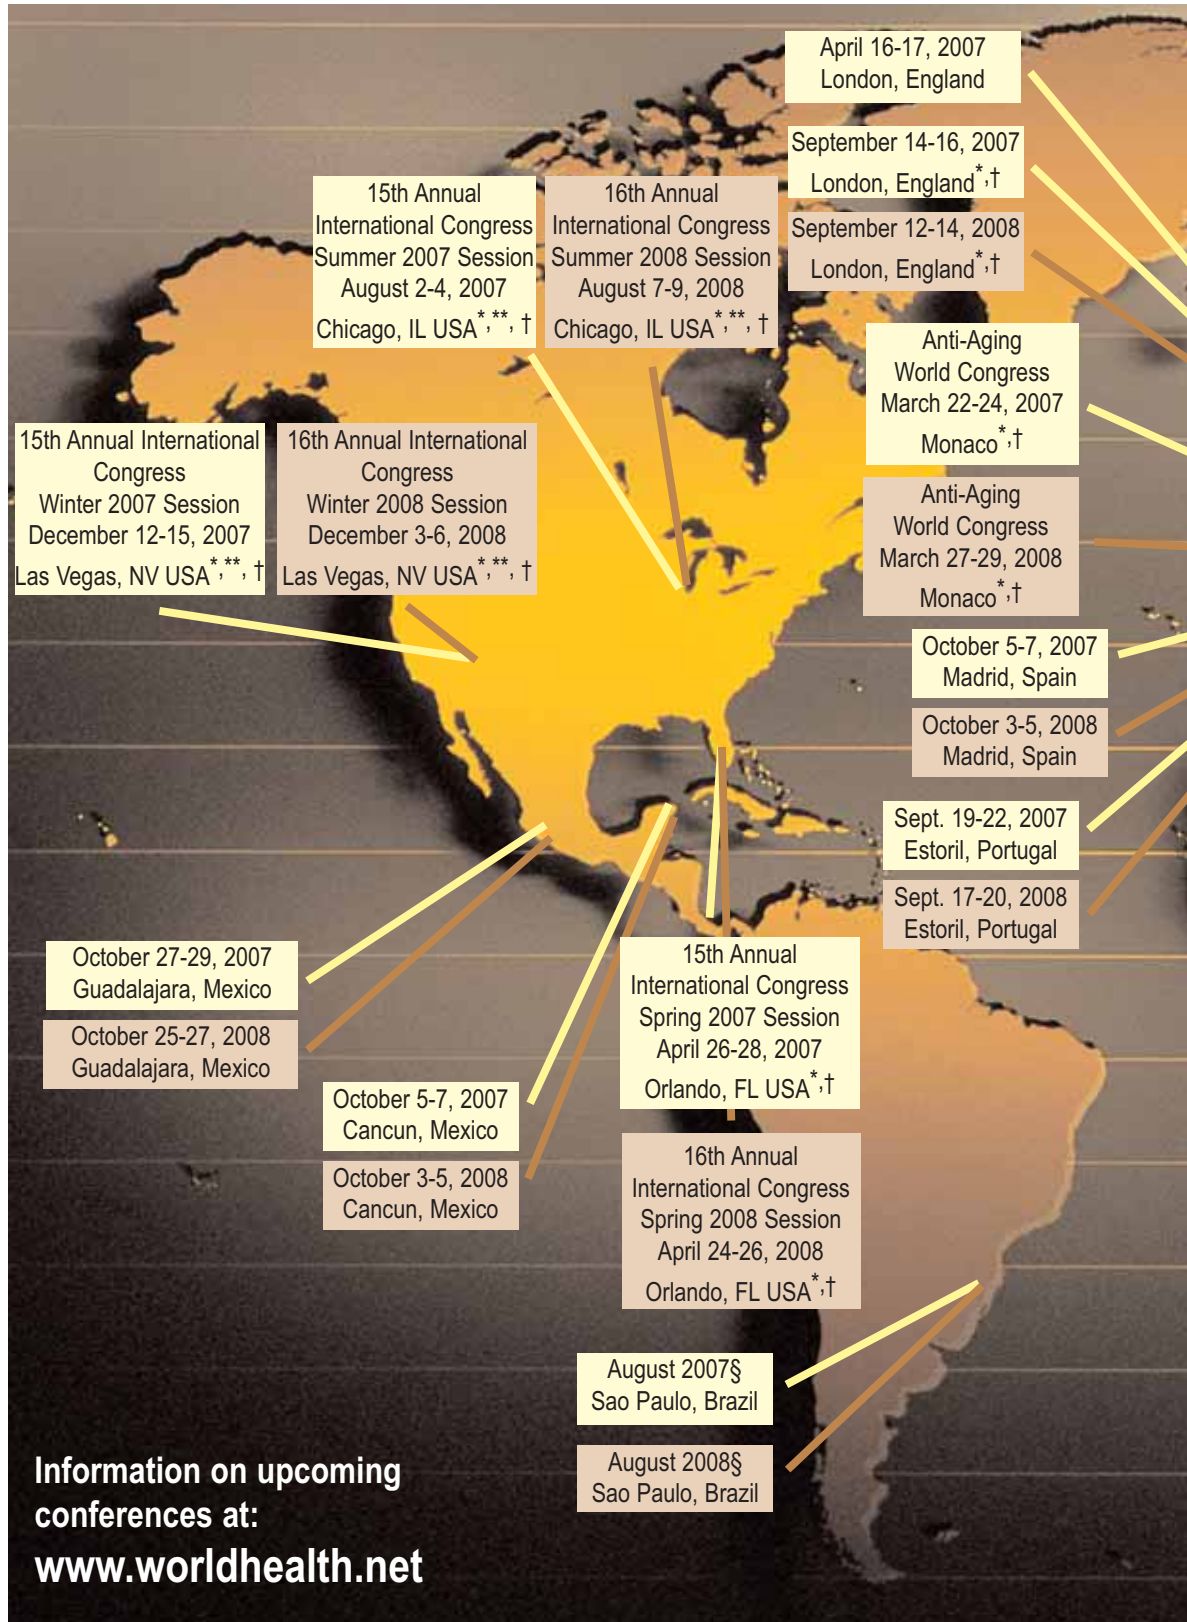 April 16-17, 2007
London, England
September 14-16, 2007
London, England*,†
September 12-14, 2008
London, England*,†
15th Annual
International Congress
Summer 2007 Session
August 2-4, 2007
Chicago, IL USA*,**, †
16th Annual
International Congress
Summer 2008 Session
August 7-9, 2008
Chicago, IL USA*,**, †
Anti-Aging
World Congress
March 22-24, 2007
Monaco*,†
15th Annual International
Congress
Winter 2007 Session
December 12-15, 2007
Las Vegas, NV USA*,**, †
16th Annual International
Congress
Winter 2008 Session
December 3-6, 2008
Las Vegas, NV USA*,**, †
Anti-Aging
World Congress
March 27-29, 2008
Monaco*,†
October 5-7, 2007
Madrid, Spain
October 3-5, 2008
Madrid, Spain
Sept. 19-22, 2007
Estoril, Portugal
Sept. 17-20, 2008
Estoril, Portugal
October 27-29, 2007
Guadalajara, Mexico
October 25-27, 2008
Guadalajara, Mexico
15th Annual
International Congress
Spring 2007 Session
April 26-28, 2007
Orlando, FL USA*,†
October 5-7, 2007
Cancun, Mexico
October 3-5, 2008
Cancun, Mexico
16th Annual
International Congress
Spring 2008 Session
April 24-26, 2008
Orlando, FL USA*,†
August 2007§
Sao Paulo, Brazil
August 2008§
Sao Paulo, Brazil
Information on upcoming
conferences at:
www.worldhealth.net